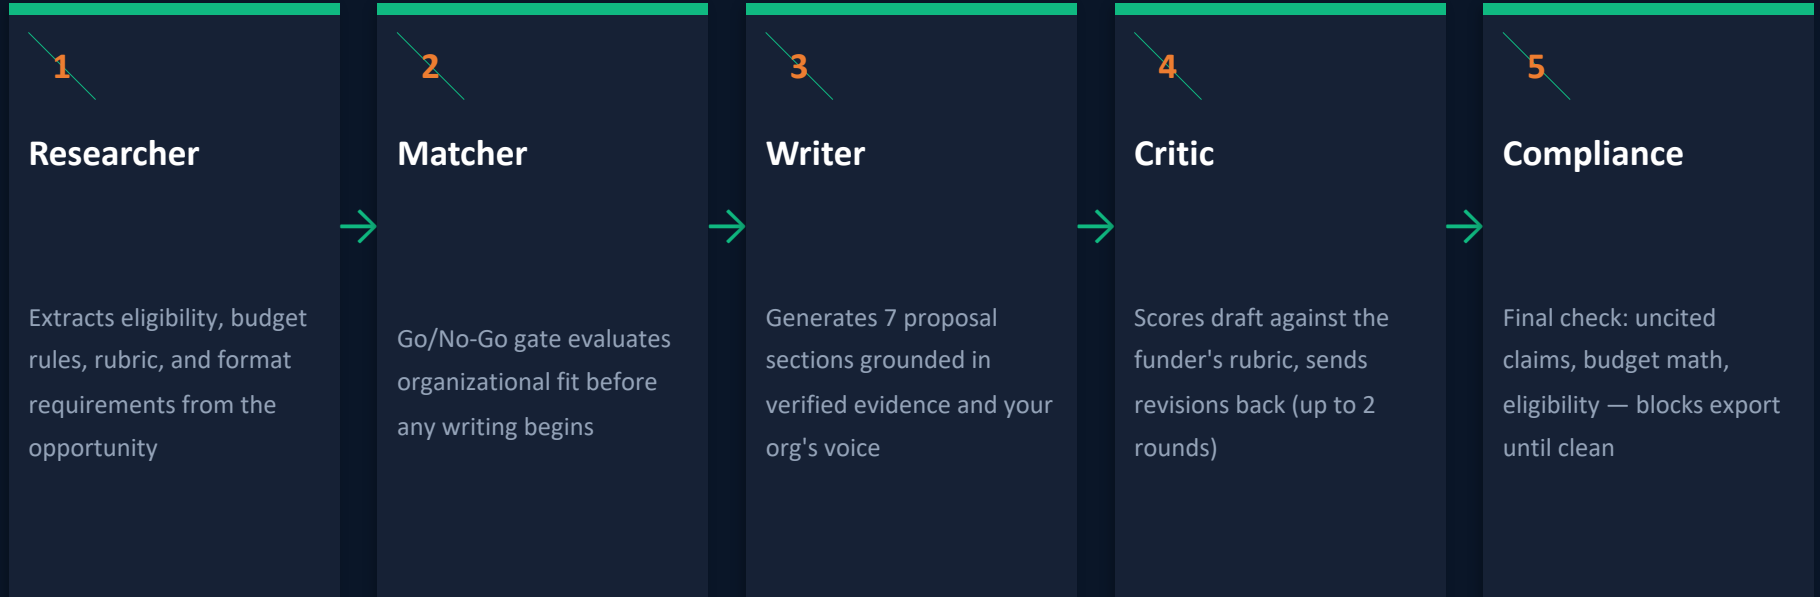 1
Researcher
Extracts eligibility, budget
rules, rubric, and format
requirements from the
opportunity
2
Matcher
Go/No-Go gate evaluates
organizational fit before
any writing begins
3
Writer
Generates 7 proposal
sections grounded in
verified evidence and your
org's voice
4
Critic
Scores draft against the
funder's rubric, sends
revisions back (up to 2
rounds)
5
Compliance
Final check: uncited
claims, budget math,
eligibility — blocks export
until clean